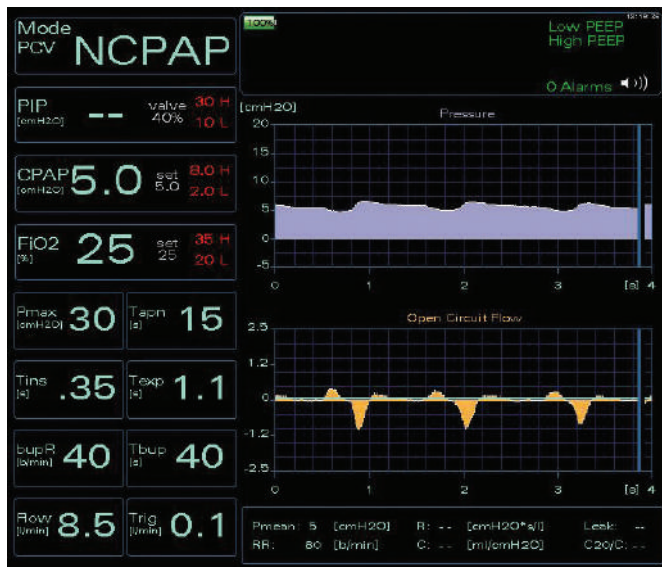 Mode
PCV NCPAP
100%
12:19:26
Low PEEP
High PEEP
0 Alarms
PIP
[cmH2O]
--
valve 30 H
40% 10 L
CPAP
[cmH2O]
5.0
set 8.0 H
5.0 2.0 L
FiO2
[%]
25
set 35 H
25 20 L
Pmax
[cmH2O]
30
Tapn
[s]
15
Tins
[s]
.35
Texp
[s]
1.1
bupR
[b/min]
40
Tbup
[s]
40
Flow
[l/min]
8.5
Trig
[l/min]
0.1
[cmH2O]
Pressure
20
15
10
5
0
-5
0 1 2 3 [s] 4
Open Circuit Flow
2.5
1.2
0
-1.2
-2.5
0 1 2 3 [s] 4
Pmean: 5 [cmH2O] R: -- [cmH2O*s/l] Leak: --
RR: 80 [b/min] C: -- [ml/cmH2O] C20/C: --